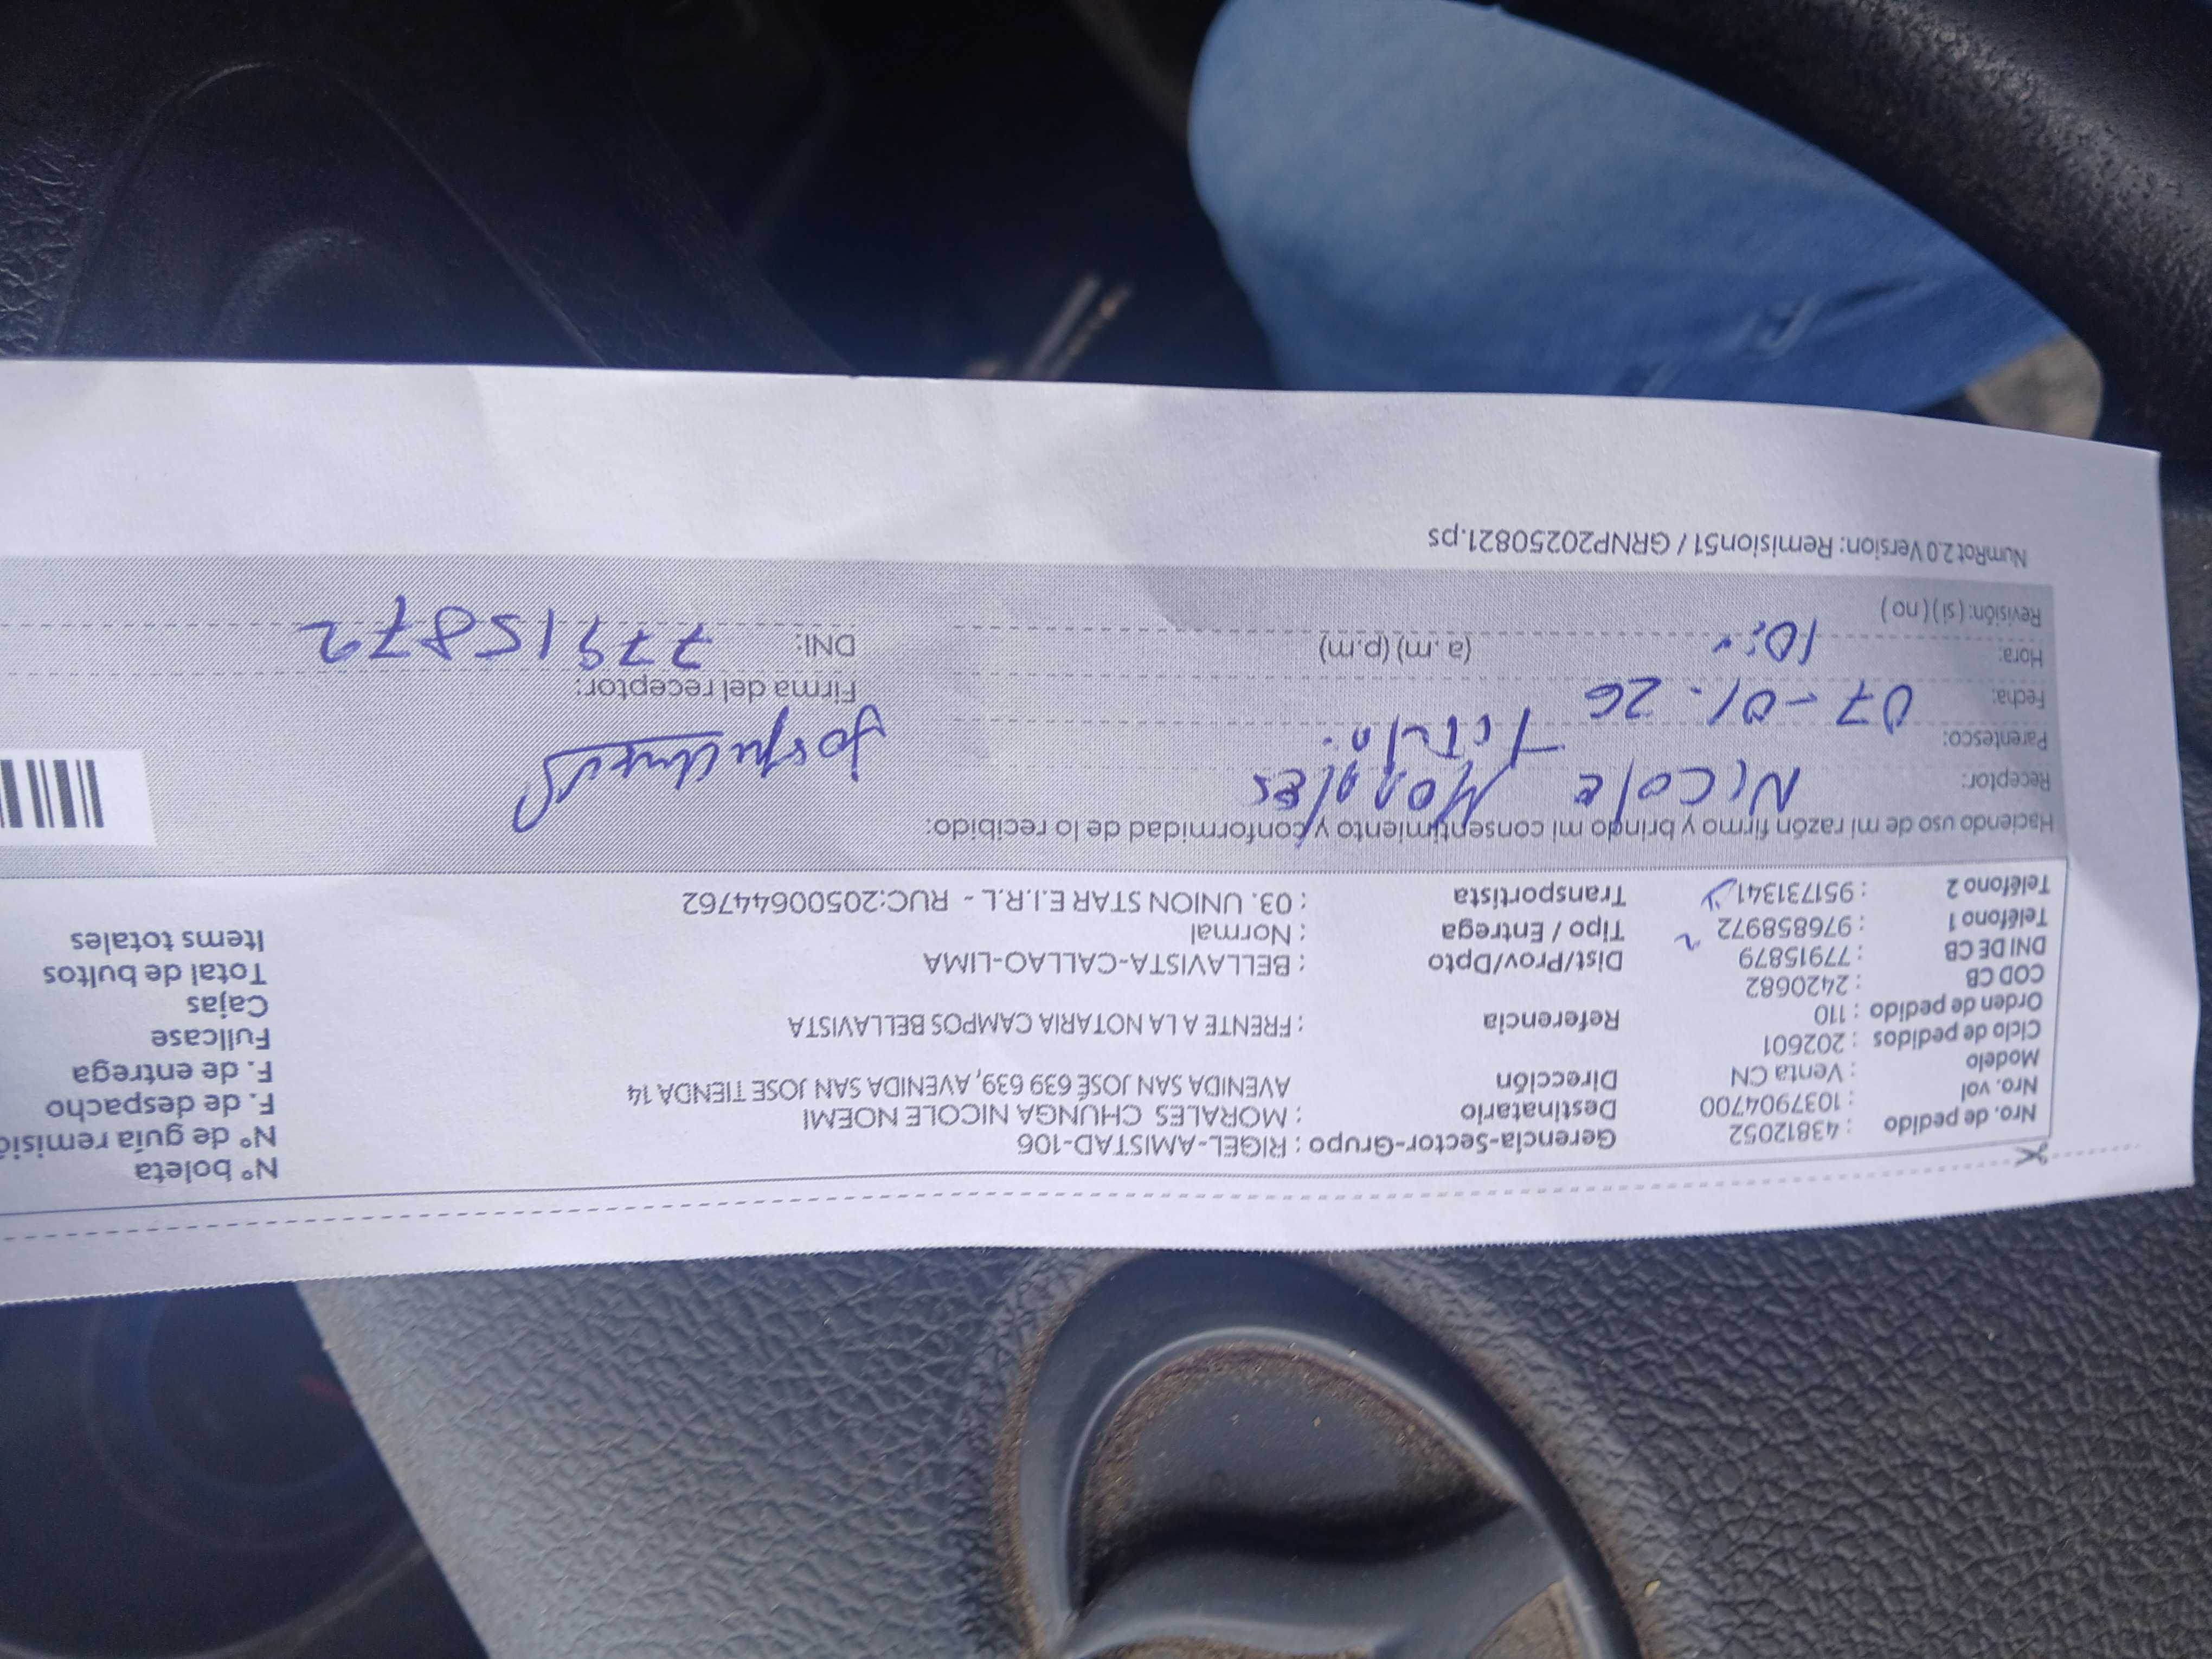 Nro. de pedido : 43812052 Gerencia-Sector-Grupo : RIGEL-AMISTAD-106 N° boleta
Nro. vol : 1037904700 Destinatario : MORALES CHUNGA NICOLE NOEMI N° de guía remisió
Modelo : Venta CN Dirección AVENIDA SAN JOSÉ 639 639, AVENIDA SAN JOSE TIENDA 14 F. de despacho
Ciclo de pedidos : 202601 F. de entrega
Orden de pedido : 110 Referencia : FRENTE A LA NOTARIA CAMPOS BELLAVISTA Fullcase
COD CB : 2420682 Cajas
DNI DE CB : 77915879 Dist/Prov/Dpto : BELLAVISTA-CALLAO-LIMA Total de bultos
Teléfono 1 : 976858972 Tipo / Entrega : Normal Items totales
Teléfono 2 : 951731341 Transportista : 03. UNION STAR E.I.R.L - RUC:20500644762
Haciendo uso de mi razón firmo y brindo mi consentimiento y conformidad de lo recibido:
Receptor: Nicole Morales
Parentesco: Titular.
Fecha: 07-01-26 Firma del receptor:
Hora: 10: (a.m) (p.m) DNI: 779158972
Revisión: ( si ) ( no )
NumRot 2.0 Version: Remision51 / GRNP20250821.ps